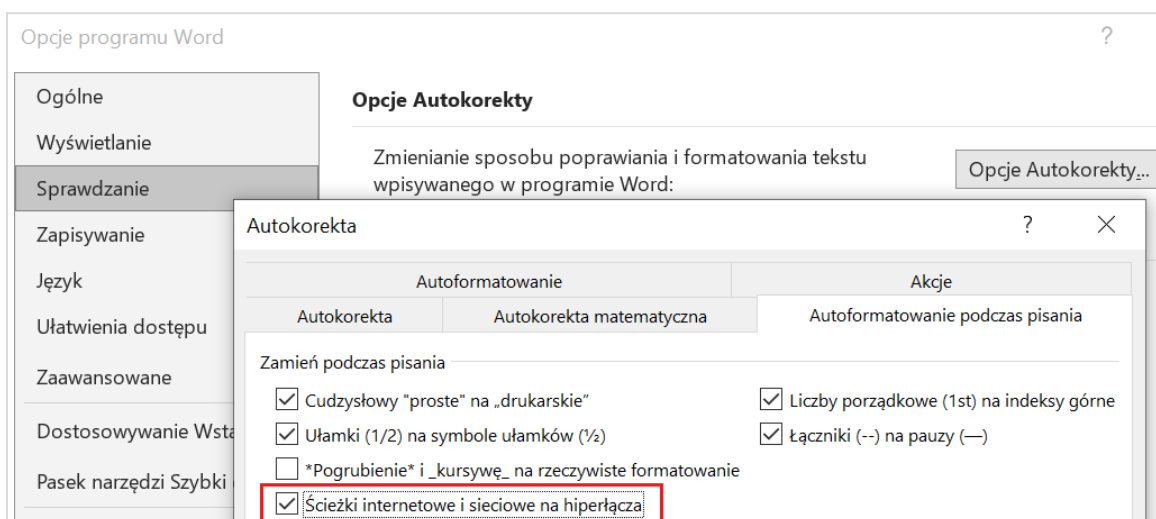 Opcje programu Word ?
Ogólne
Wyświetlanie
Sprawdzanie
Zapisywanie
Język
Ułatwienia dostępu
Zaawansowane
Dostosowywanie
Pasek narzędzi Szybki
Opcje Autokorekty
Zmienianie sposobu poprawiania i formatowania tekstu
wpisywanego w programie Word:
Opcje Autokorekty...
Autokorekta ?
Autoformatowanie Akcje
Autokorekta Autokorekta matematyczna Autoformatowanie podczas pisania
Zamień podczas pisania
Cudzysłowy "proste" na „drukarskie”
Liczby porządkowe (1st) na indeksy górne
Ułamki (1/2) na symbole ułamków (½)
Łączniki (--) na pauzy (—)
*Pogrubienie* i _kursywę_ na rzeczywiste formatowanie
Ścieżki internetowe i sieciowe na hiperłącza